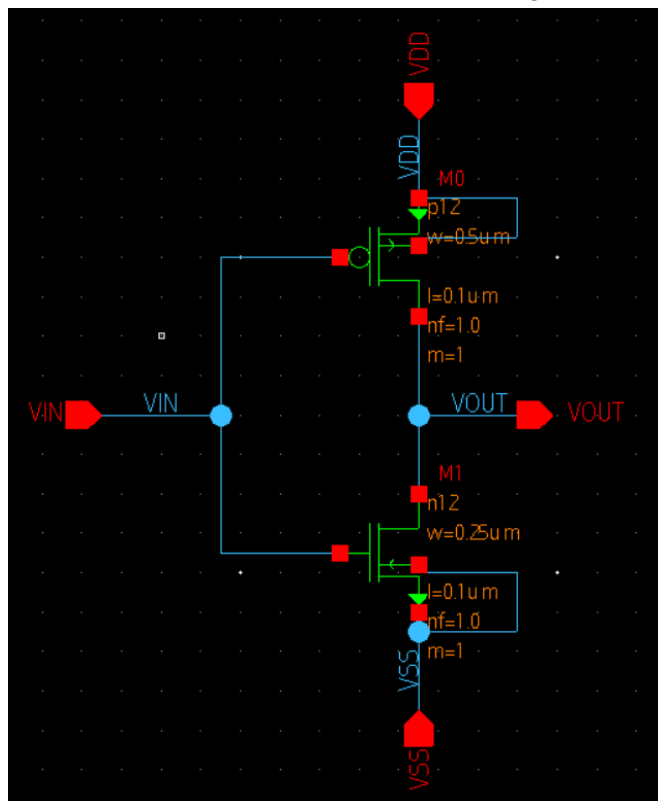 VDD
VDD
M0
p12
w=0.5um
l=0.1um
nf=1.0
m=1
VIN
VIN
VOUT
VOUT
M1
n12
w=0.25um
l=0.1um
nf=1.0
m=1
VSS
VSS